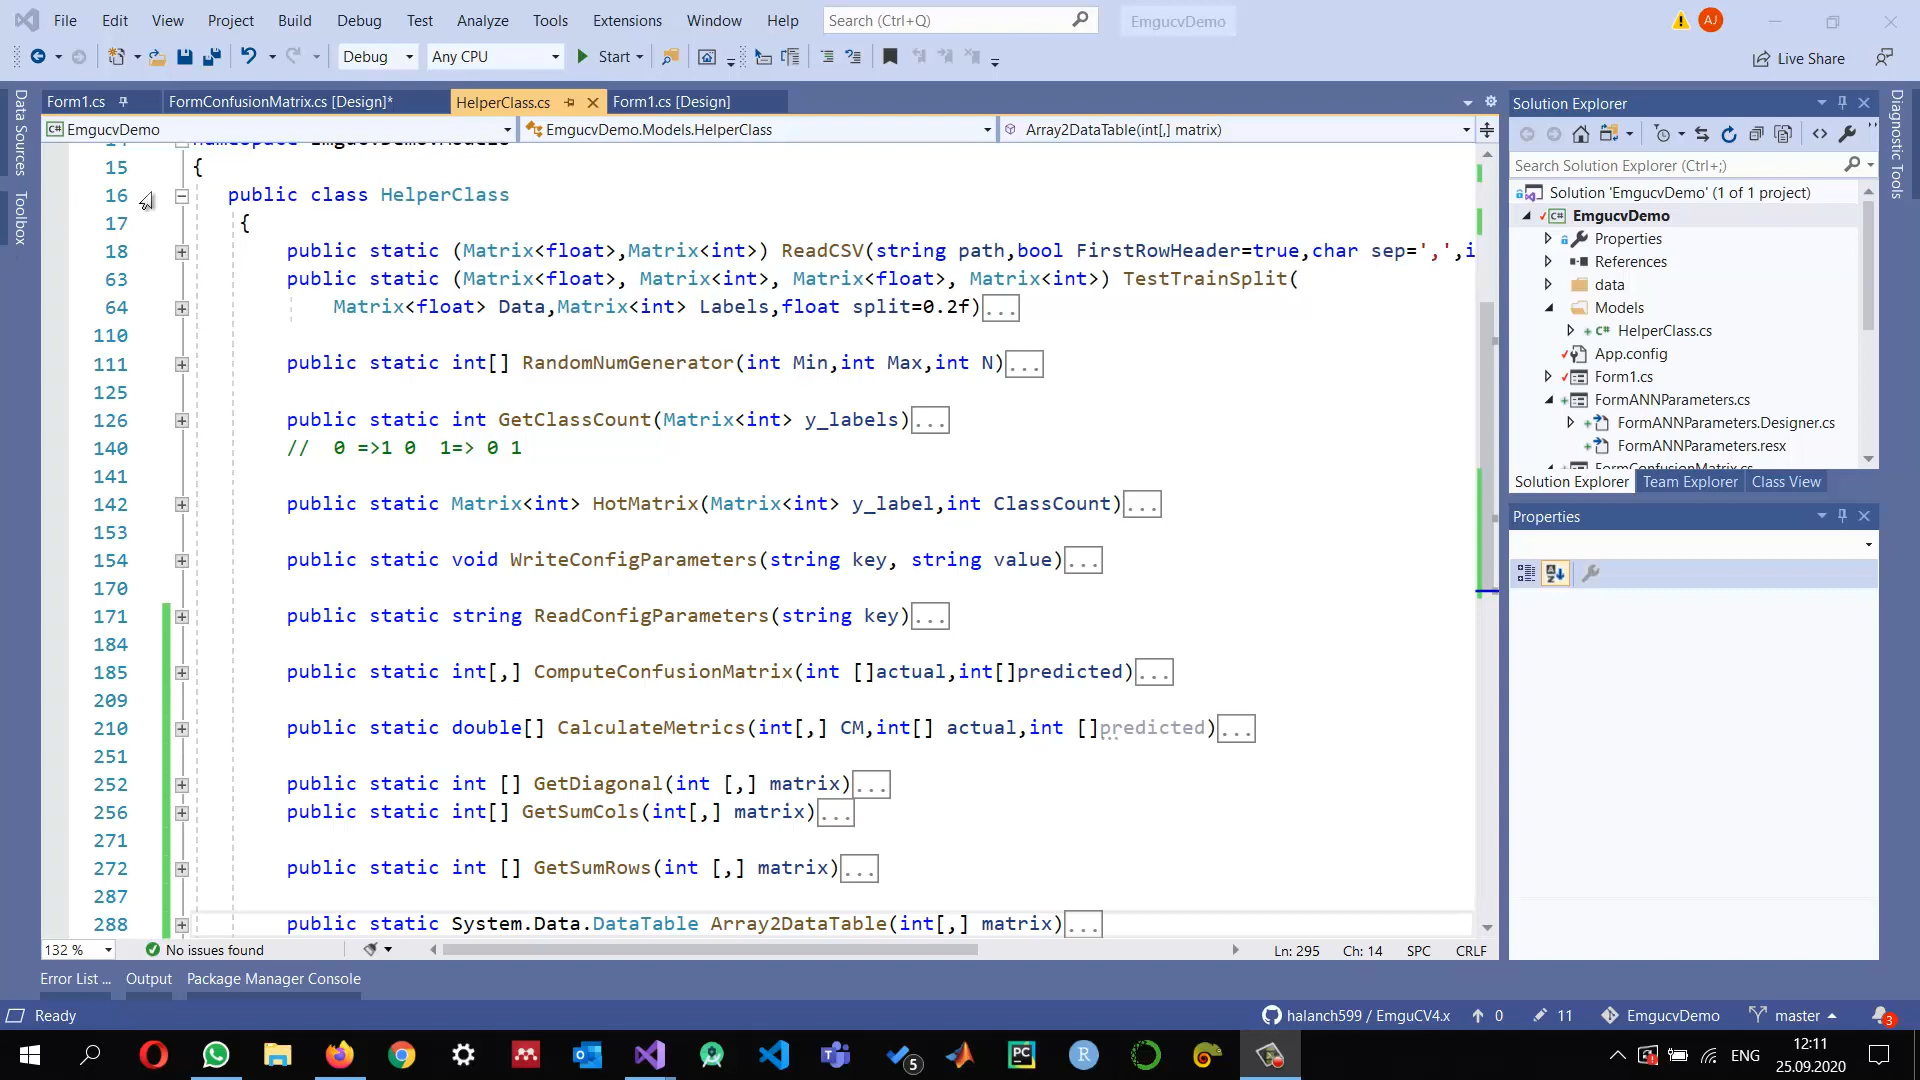 File Edit View Project Build Debug Test Analyze Tools Extensions Window Help Search (Ctrl+Q) EmgucvDemo AJ
Debug Any CPU Start Live Share
Form1.cs FormConfusionMatrix.cs [Design]* HelperClass.cs Form1.cs [Design]
EmgucvDemo EmgucvDemo.Models.HelperClass Array2DataTable(int[,] matrix)
Data Sources
Toolbox
14 namespace EmgucvDemo.Models
15 {
16 public class HelperClass
17 {
18 public static (Matrix<float>,Matrix<int>) ReadCSV(string path,bool FirstRowHeader=true,char sep=',',i
63 public static (Matrix<float>, Matrix<int>, Matrix<float>, Matrix<int>) TestTrainSplit(
64 Matrix<float> Data,Matrix<int> Labels,float split=0.2f)...
110
111 public static int[] RandomNumGenerator(int Min,int Max,int N)...
125
126 public static int GetClassCount(Matrix<int> y_labels)...
140 // 0 =>1 0 1=> 0 1
141
142 public static Matrix<int> HotMatrix(Matrix<int> y_label,int ClassCount)...
153
154 public static void WriteConfigParameters(string key, string value)...
170
171 public static string ReadConfigParameters(string key)...
184
185 public static int[,] ComputeConfusionMatrix(int []actual,int[]predicted)...
209
210 public static double[] CalculateMetrics(int[,] CM,int[] actual,int []predicted)...
251
252 public static int [] GetDiagonal(int [,] matrix)...
256 public static int[] GetSumCols(int[,] matrix)...
271
272 public static int [] GetSumRows(int [,] matrix)...
287
288 public static System.Data.DataTable Array2DataTable(int[,] matrix)...
132 % No issues found Ln: 295 Ch: 14 SPC CRLF
Solution Explorer
Search Solution Explorer (Ctrl+;)
Solution 'EmgucvDemo' (1 of 1 project)
EmgucvDemo
Properties
References
data
Models
HelperClass.cs
App.config
Form1.cs
FormANNParameters.cs
FormANNParameters.Designer.cs
FormANNParameters.resx
FormConfusionMatrix.cs
Solution Explorer Team Explorer Class View
Properties
Diagnostic Tools
Error List ... Output Package Manager Console
Ready halanch599 / EmguCV4.x 0 11 EmgucvDemo master 3
5 PC R ENG 12:11
25.09.2020